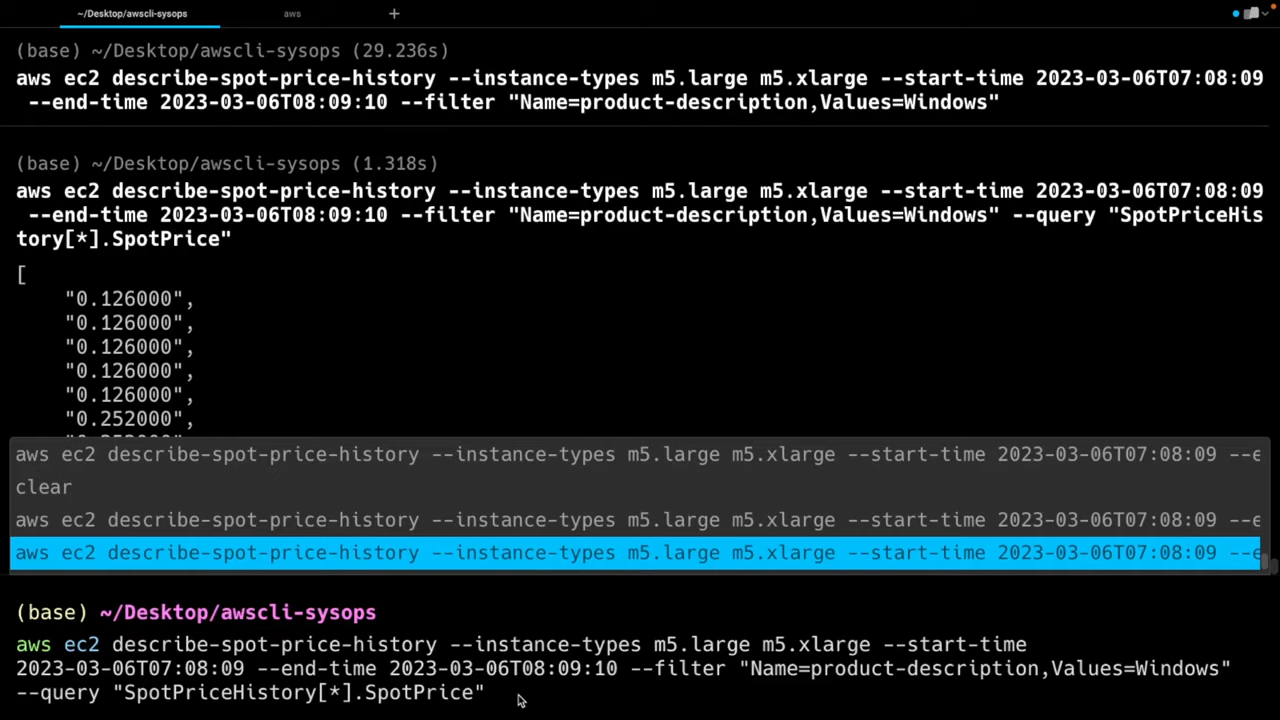 ~/Desktop/awscli-sysops
aws
+
(base) ~/Desktop/awscli-sysops (29.236s)
aws ec2 describe-spot-price-history --instance-types m5.large m5.xlarge --start-time 2023-03-06T07:08:09
--end-time 2023-03-06T08:09:10 --filter "Name=product-description,Values=Windows"
(base) ~/Desktop/awscli-sysops (1.318s)
aws ec2 describe-spot-price-history --instance-types m5.large m5.xlarge --start-time 2023-03-06T07:08:09
--end-time 2023-03-06T08:09:10 --filter "Name=product-description,Values=Windows" --query "SpotPriceHis
tory[*].SpotPrice"
[
"0.126000",
"0.126000",
"0.126000",
"0.126000",
"0.126000",
"0.252000",
aws ec2 describe-spot-price-history --instance-types m5.large m5.xlarge --start-time 2023-03-06T07:08:09 --e
clear
aws ec2 describe-spot-price-history --instance-types m5.large m5.xlarge --start-time 2023-03-06T07:08:09 --e
aws ec2 describe-spot-price-history --instance-types m5.large m5.xlarge --start-time 2023-03-06T07:08:09 --e
(base) ~/Desktop/awscli-sysops
aws ec2 describe-spot-price-history --instance-types m5.large m5.xlarge --start-time
2023-03-06T07:08:09 --end-time 2023-03-06T08:09:10 --filter "Name=product-description,Values=Windows"
--query "SpotPriceHistory[*].SpotPrice"